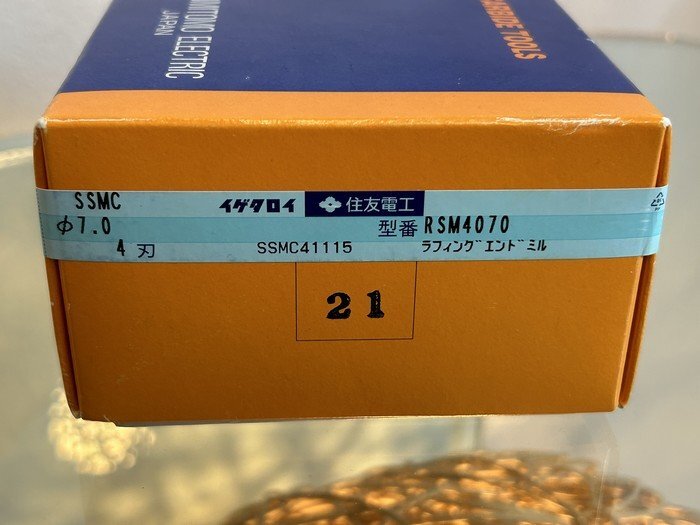 ELECTRIC
JAPAN
TOOLS
SSMC イゲタロイ 住友電工
φ7.0 型番 RSM4070
4 刃 SSMC41115 ラフィングエンドミル
21